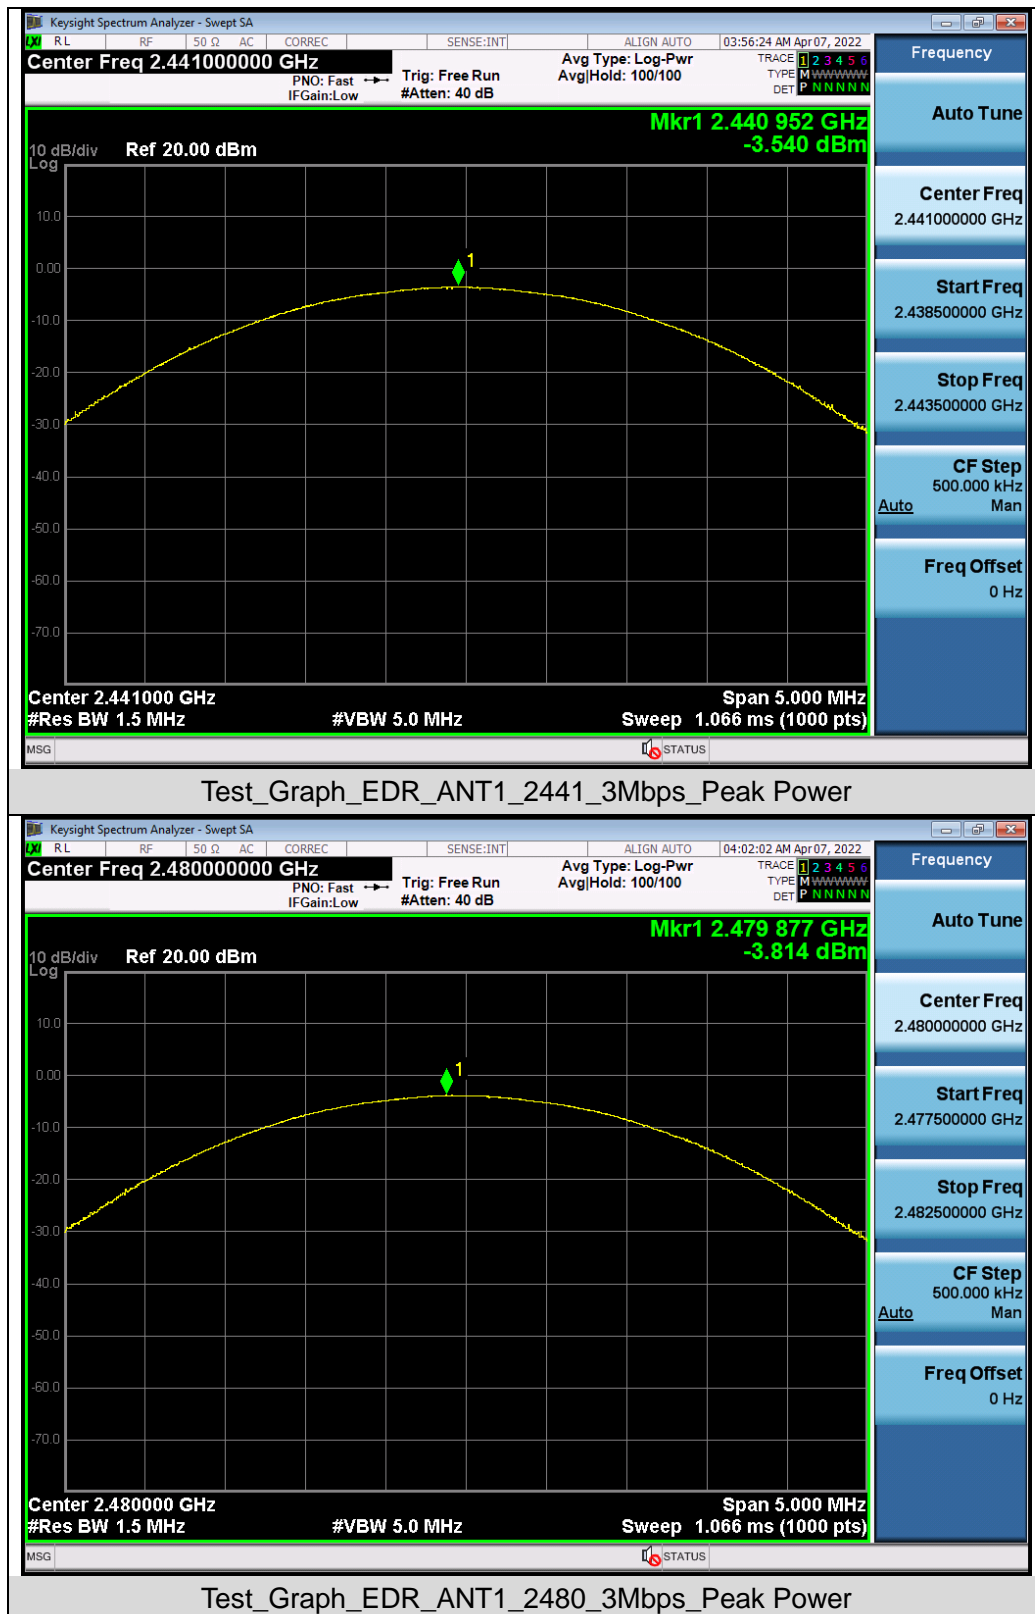 Keysight Spectrum Analyzer - Swept SA
LXI RL RF 50 Ω AC CORREC SENSE:INT ALIGN AUTO 03:56:24 AM Apr 07, 2022
Center Freq 2.441000000 GHz
PNO: Fast
IFGain:Low
Trig: Free Run
#Atten: 40 dB
Avg Type: Log-Pwr
Avg|Hold: 100/100
TRACE 1 2 3 4 5 6
TYPE M WWWWW
DET P N N N N N
Mkr1 2.440 952 GHz
-3.540 dBm
10 dB/div
Log
Ref 20.00 dBm
10.0
0.00
-10.0
-20.0
-30.0
-40.0
-50.0
-60.0
-70.0
1
Center 2.441000 GHz
Span 5.000 MHz
#Res BW 1.5 MHz
#VBW 5.0 MHz
Sweep 1.066 ms (1000 pts)
MSG
STATUS
Frequency
Auto Tune
Center Freq
2.441000000 GHz
Start Freq
2.438500000 GHz
Stop Freq
2.443500000 GHz
CF Step
500.000 kHz
Auto Man
Freq Offset
0 Hz
Test_Graph_EDR_ANT1_2441_3Mbps_Peak Power
Keysight Spectrum Analyzer - Swept SA
LXI RL RF 50 Ω AC CORREC SENSE:INT ALIGN AUTO 04:02:02 AM Apr 07, 2022
Center Freq 2.480000000 GHz
PNO: Fast
IFGain:Low
Trig: Free Run
#Atten: 40 dB
Avg Type: Log-Pwr
Avg|Hold: 100/100
TRACE 1 2 3 4 5 6
TYPE M WWWWW
DET P N N N N N
Mkr1 2.479 877 GHz
-3.814 dBm
10 dB/div
Log
Ref 20.00 dBm
10.0
0.00
-10.0
-20.0
-30.0
-40.0
-50.0
-60.0
-70.0
1
Center 2.480000 GHz
Span 5.000 MHz
#Res BW 1.5 MHz
#VBW 5.0 MHz
Sweep 1.066 ms (1000 pts)
MSG
STATUS
Frequency
Auto Tune
Center Freq
2.480000000 GHz
Start Freq
2.477500000 GHz
Stop Freq
2.482500000 GHz
CF Step
500.000 kHz
Auto Man
Freq Offset
0 Hz
Test_Graph_EDR_ANT1_2480_3Mbps_Peak Power